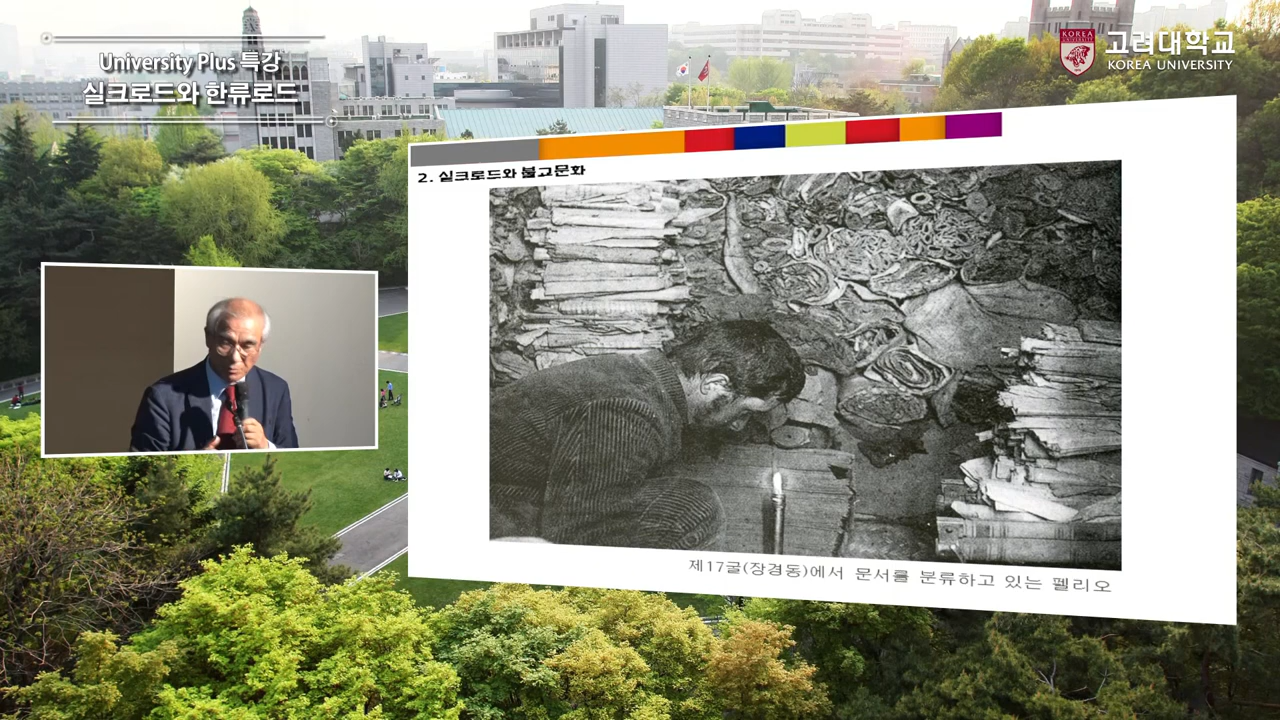 University Plus 특강
실크로드와 한류로드
KOREA
고려대학교
KOREA UNIVERSITY
2. 실크로드와 불교문화
제17굴(장경동)에서 문서를 분류하고 있는 펠리오